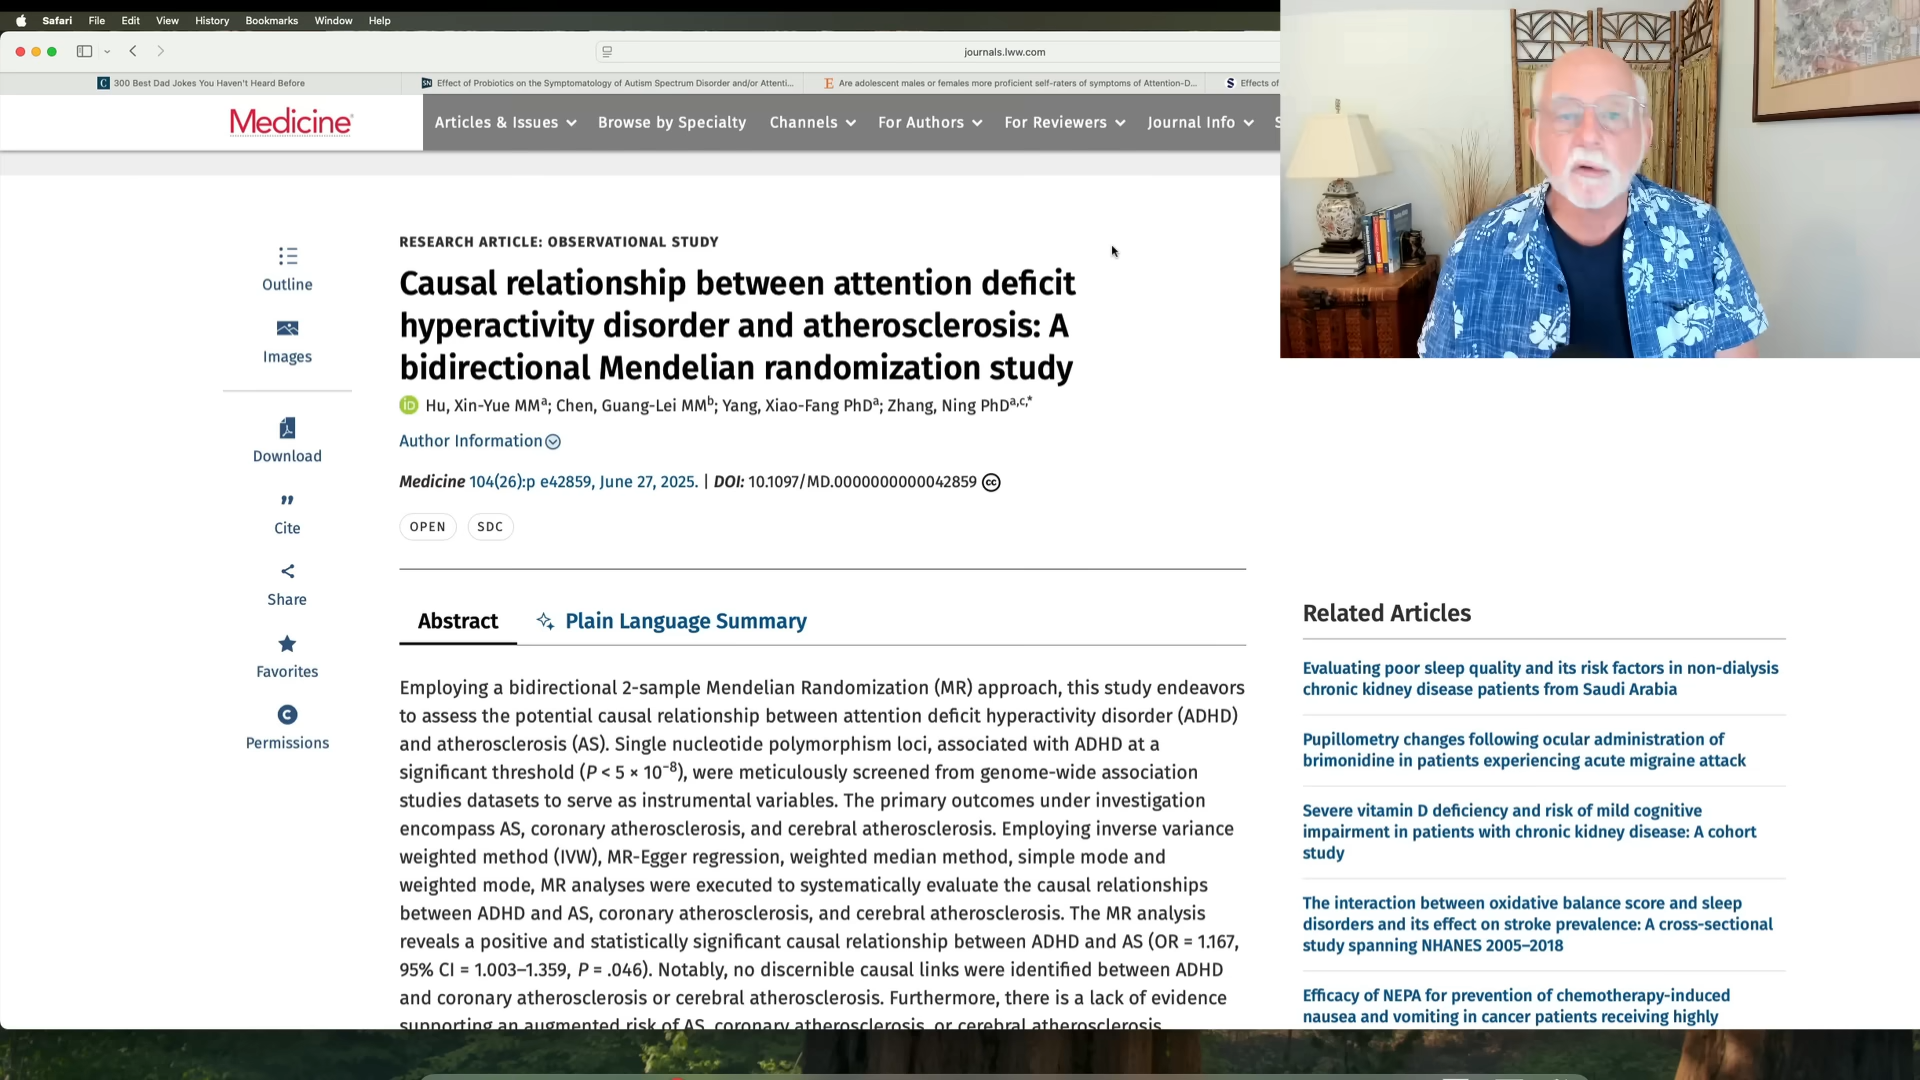 Safari File Edit View History Bookmarks Window Help
journals.lww.com
300 Best Dad Jokes You Haven't Heard Before
Effect of Probiotics on the Symptomatology of Autism Spectrum Disorder and/or Attenti...
Are adolescent males or females more proficient self-raters of symptoms of Attention-D...
Effects of
Medicine
Articles & Issues
Browse by Specialty
Channels
For Authors
For Reviewers
Journal Info
S
Outline
Images
Download
Cite
Share
Favorites
Permissions
RESEARCH ARTICLE: OBSERVATIONAL STUDY
Causal relationship between attention deficit
hyperactivity disorder and atherosclerosis: A
bidirectional Mendelian randomization study
iD Hu, Xin-Yue MMᵃ; Chen, Guang-Lei MMᵇ; Yang, Xiao-Fang PhDᵃ; Zhang, Ning PhDᵃ,ᶜ,*
Author Information
Medicine 104(26):p e42859, June 27, 2025. | DOI: 10.1097/MD.0000000000042859 cc
OPEN SDC
Abstract Plain Language Summary
Employing a bidirectional 2-sample Mendelian Randomization (MR) approach, this study endeavors
to assess the potential causal relationship between attention deficit hyperactivity disorder (ADHD)
and atherosclerosis (AS). Single nucleotide polymorphism loci, associated with ADHD at a
significant threshold (P < 5 × 10⁻⁸), were meticulously screened from genome-wide association
studies datasets to serve as instrumental variables. The primary outcomes under investigation
encompass AS, coronary atherosclerosis, and cerebral atherosclerosis. Employing inverse variance
weighted method (IVW), MR-Egger regression, weighted median method, simple mode and
weighted mode, MR analyses were executed to systematically evaluate the causal relationships
between ADHD and AS, coronary atherosclerosis, and cerebral atherosclerosis. The MR analysis
reveals a positive and statistically significant causal relationship between ADHD and AS (OR = 1.167,
95% CI = 1.003–1.359, P = .046). Notably, no discernible causal links were identified between ADHD
and coronary atherosclerosis or cerebral atherosclerosis. Furthermore, there is a lack of evidence
supporting an augmented risk of AS, coronary atherosclerosis, or cerebral atherosclerosis
Related Articles
Evaluating poor sleep quality and its risk factors in non-dialysis
chronic kidney disease patients from Saudi Arabia
Pupillometry changes following ocular administration of
brimonidine in patients experiencing acute migraine attack
Severe vitamin D deficiency and risk of mild cognitive
impairment in patients with chronic kidney disease: A cohort
study
The interaction between oxidative balance score and sleep
disorders and its effect on stroke prevalence: A cross-sectional
study spanning NHANES 2005–2018
Efficacy of NEPA for prevention of chemotherapy-induced
nausea and vomiting in cancer patients receiving highly